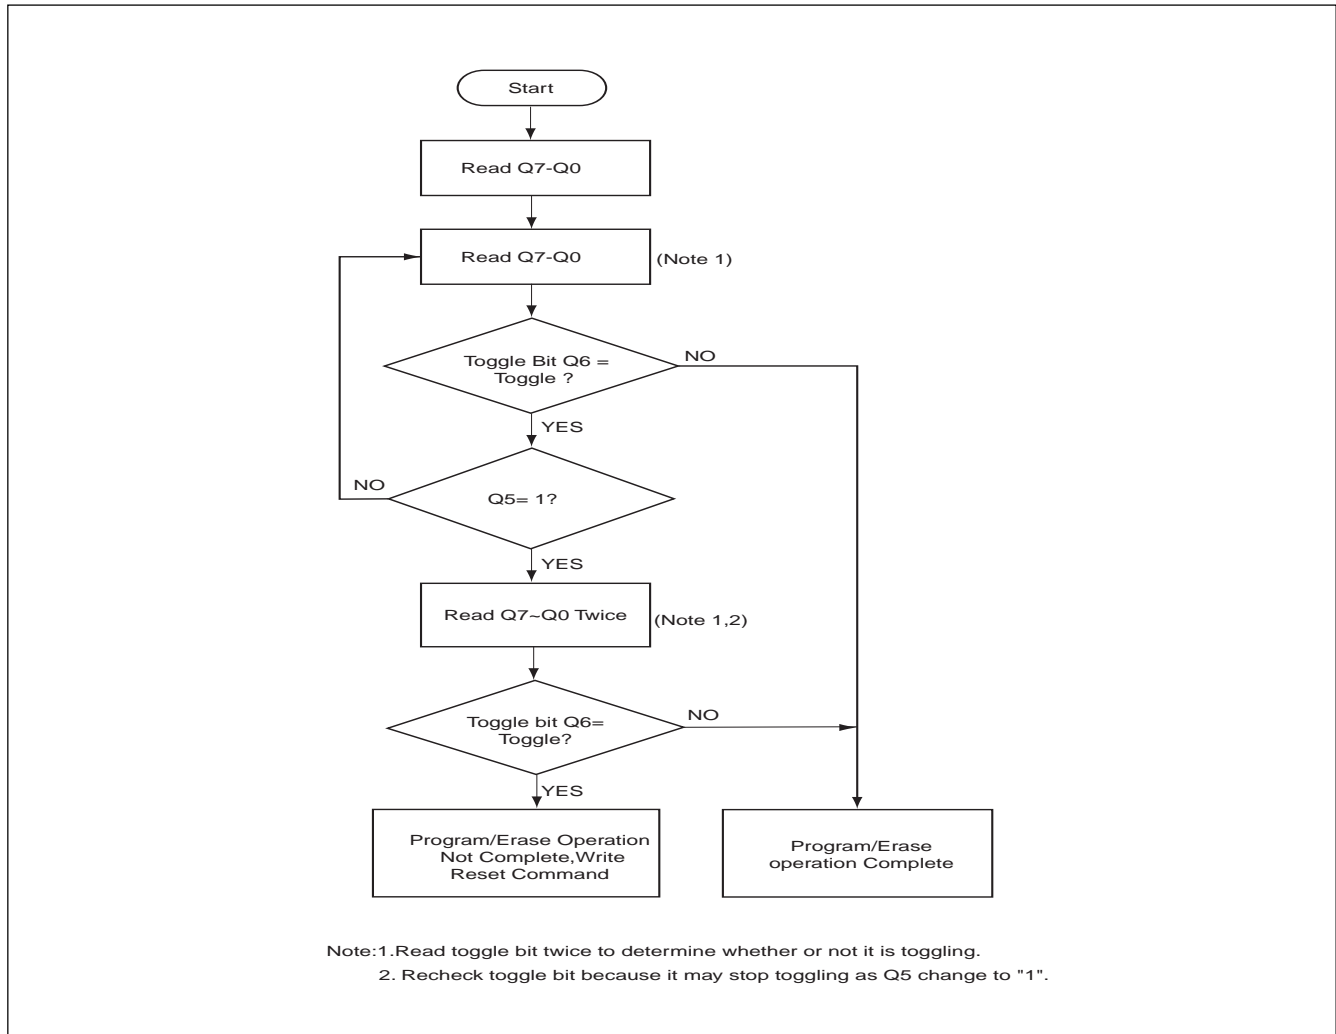 Start
Read Q7-Q0
Read Q7-Q0
(Note 1)
Toggle Bit Q6 =
Toggle ?
NO
YES
NO
Q5= 1?
YES
Read Q7~Q0 Twice
(Note 1,2)
Toggle bit Q6=
Toggle?
NO
YES
Program/Erase Operation
Not Complete,Write
Reset Command
Program/Erase
operation Complete
Note:1.Read toggle bit twice to determine whether or not it is toggling.
2. Recheck toggle bit because it may stop toggling as Q5 change to "1".